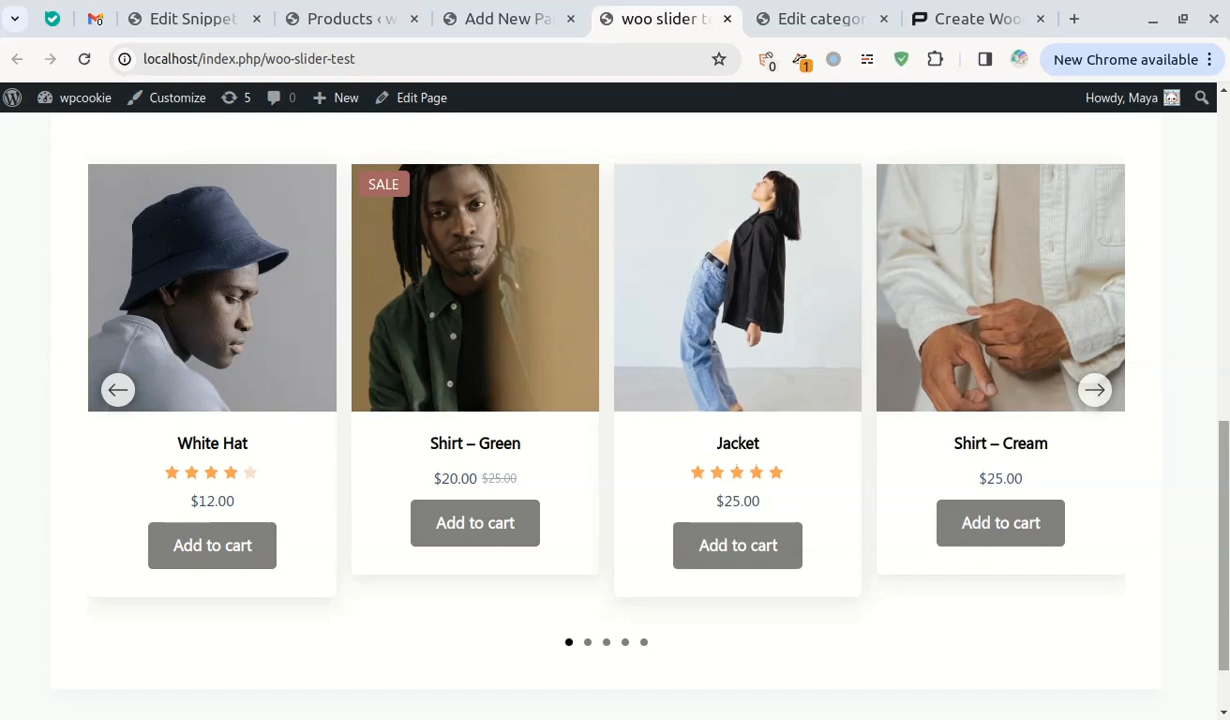 Edit Snippet
Products ‹ w
Add New Pa
woo slider t
Edit categor
Create Woo
localhost/index.php/woo-slider-test
0
1
New Chrome available
wpcookie
Customize
5
0
New
Edit Page
Howdy, Maya
SALE
White Hat
Shirt – Green
Jacket
Shirt – Cream
$20.00 $25.00
$25.00
$12.00
$25.00
Add to cart
Add to cart
Add to cart
Add to cart